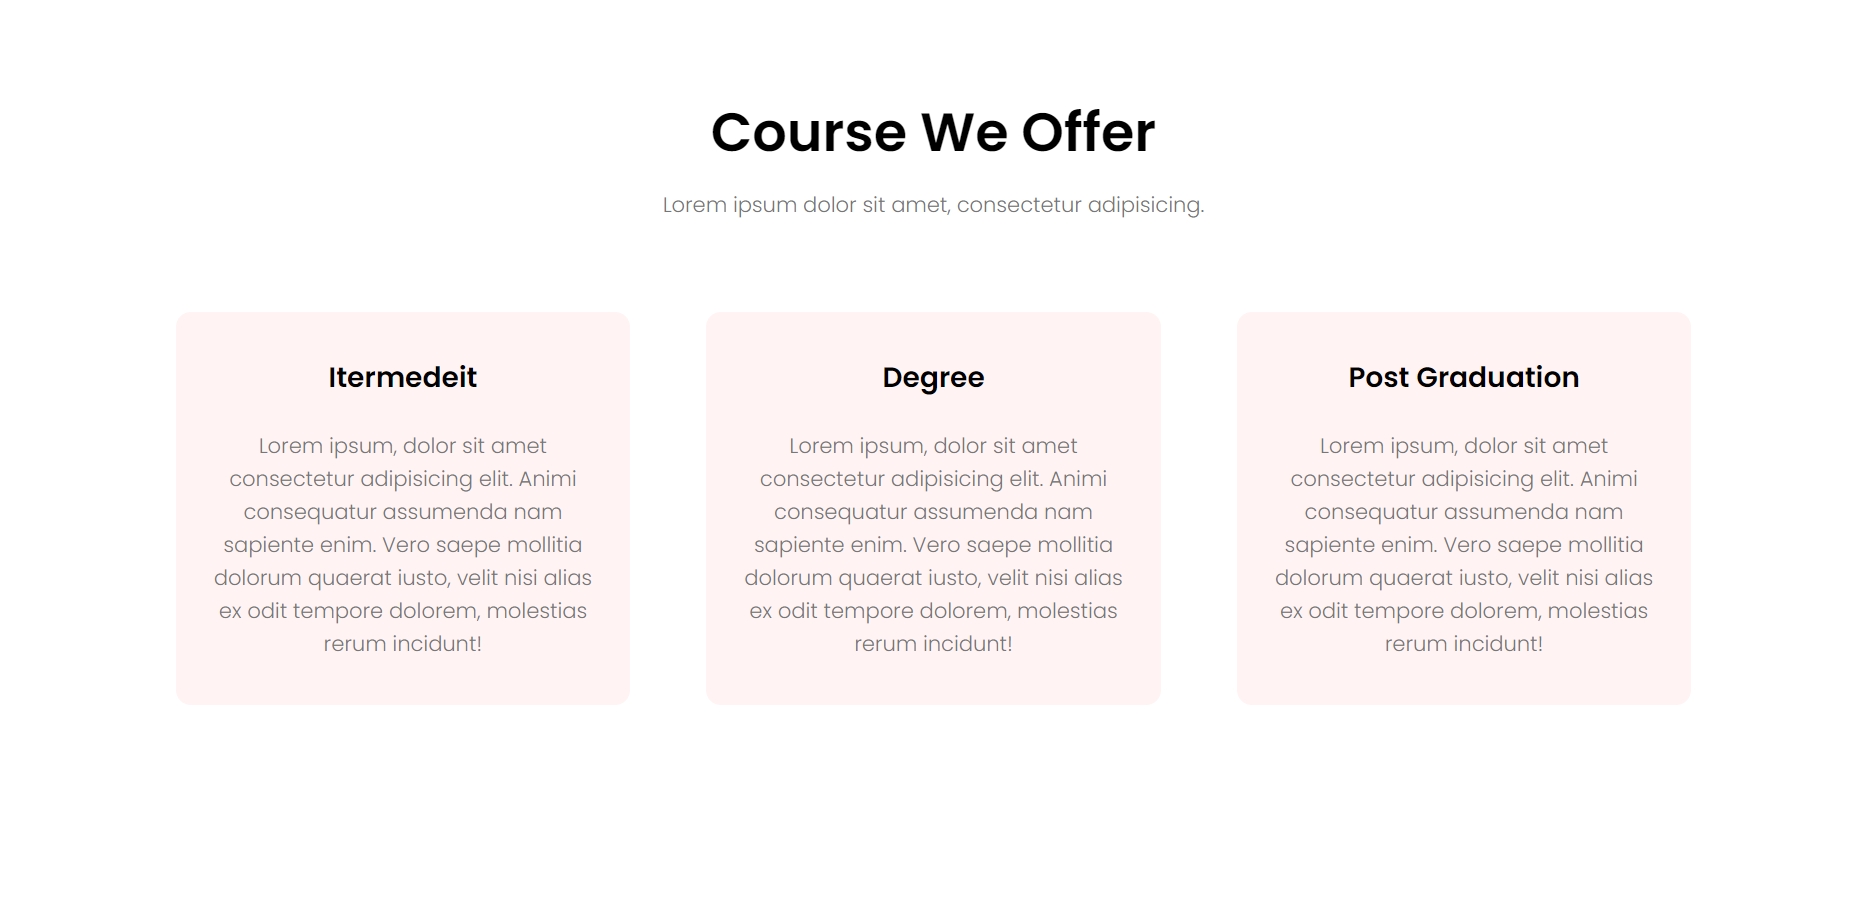 Course We Offer
Lorem ipsum dolor sit amet, consectetur adipisicing.
Itermedeit
Lorem ipsum, dolor sit amet
consectetur adipisicing elit. Animi
consequatur assumenda nam
sapiente enim. Vero saepe mollitia
dolorum quaerat iusto, velit nisi alias
ex odit tempore dolorem, molestias
rerum incidunt!
Degree
Lorem ipsum, dolor sit amet
consectetur adipisicing elit. Animi
consequatur assumenda nam
sapiente enim. Vero saepe mollitia
dolorum quaerat iusto, velit nisi alias
ex odit tempore dolorem, molestias
rerum incidunt!
Post Graduation
Lorem ipsum, dolor sit amet
consectetur adipisicing elit. Animi
consequatur assumenda nam
sapiente enim. Vero saepe mollitia
dolorum quaerat iusto, velit nisi alias
ex odit tempore dolorem, molestias
rerum incidunt!